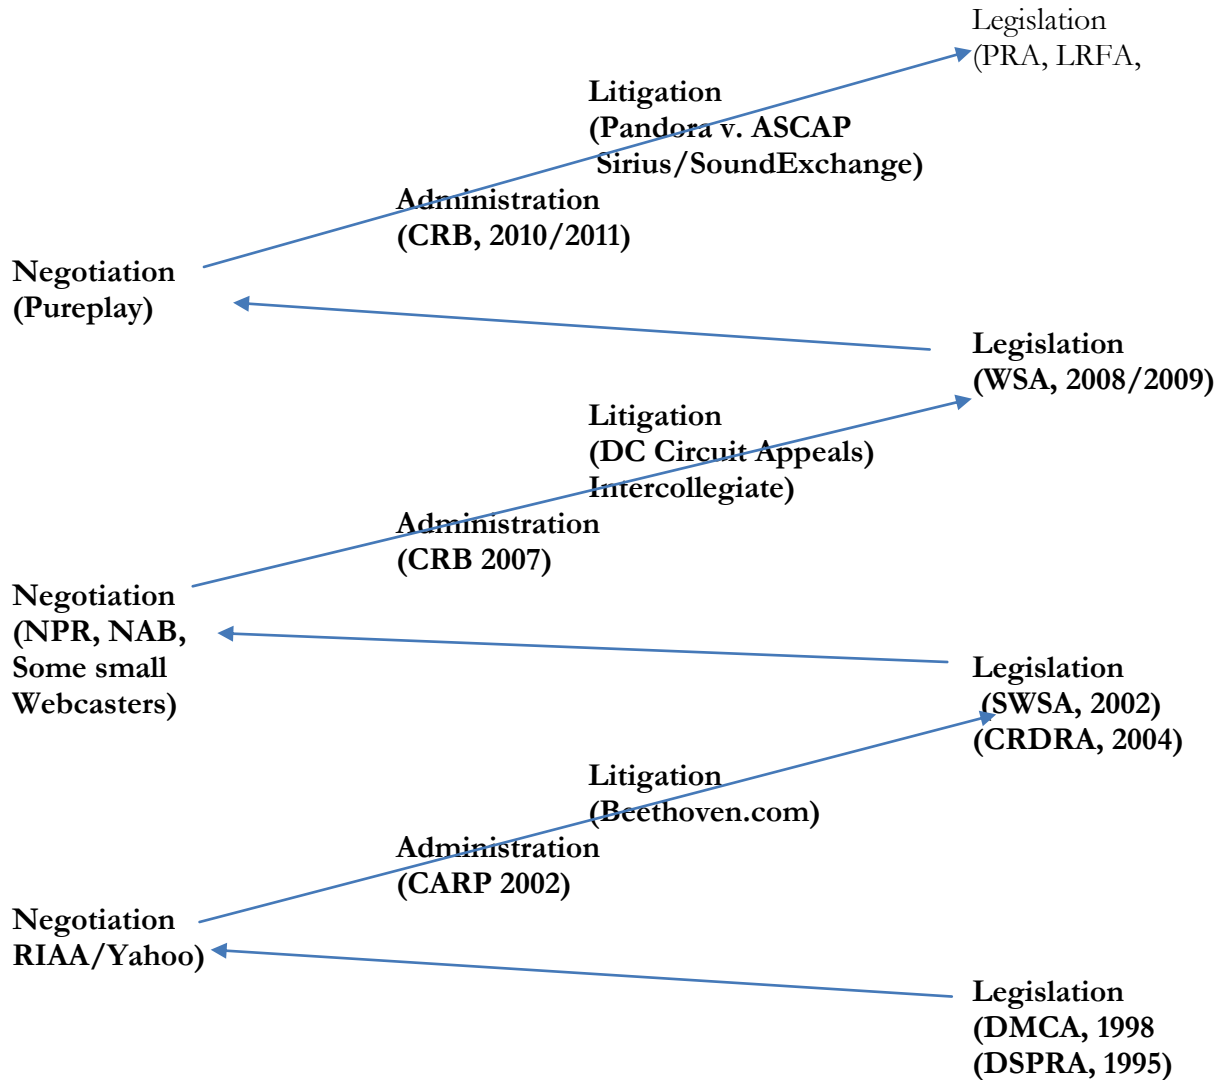 Legislation
(PRA, LRFA,
Litigation
(Pandora v. ASCAP
Sirius/SoundExchange)
Administration
(CRB, 2010/2011)
Negotiation
(Pureplay)
Legislation
(WSA, 2008/2009)
Litigation
(DC Circuit Appeals)
Intercollegiate)
Administration
(CRB 2007)
Negotiation
(NPR, NAB,
Some small
Webcasters)
Legislation
(SWSA, 2002)
(CRDRA, 2004)
Litigation
(Beethoven.com)
Administration
(CARP 2002)
Negotiation
RIAA/Yahoo)
Legislation
(DMCA, 1998
(DSPRA, 1995)